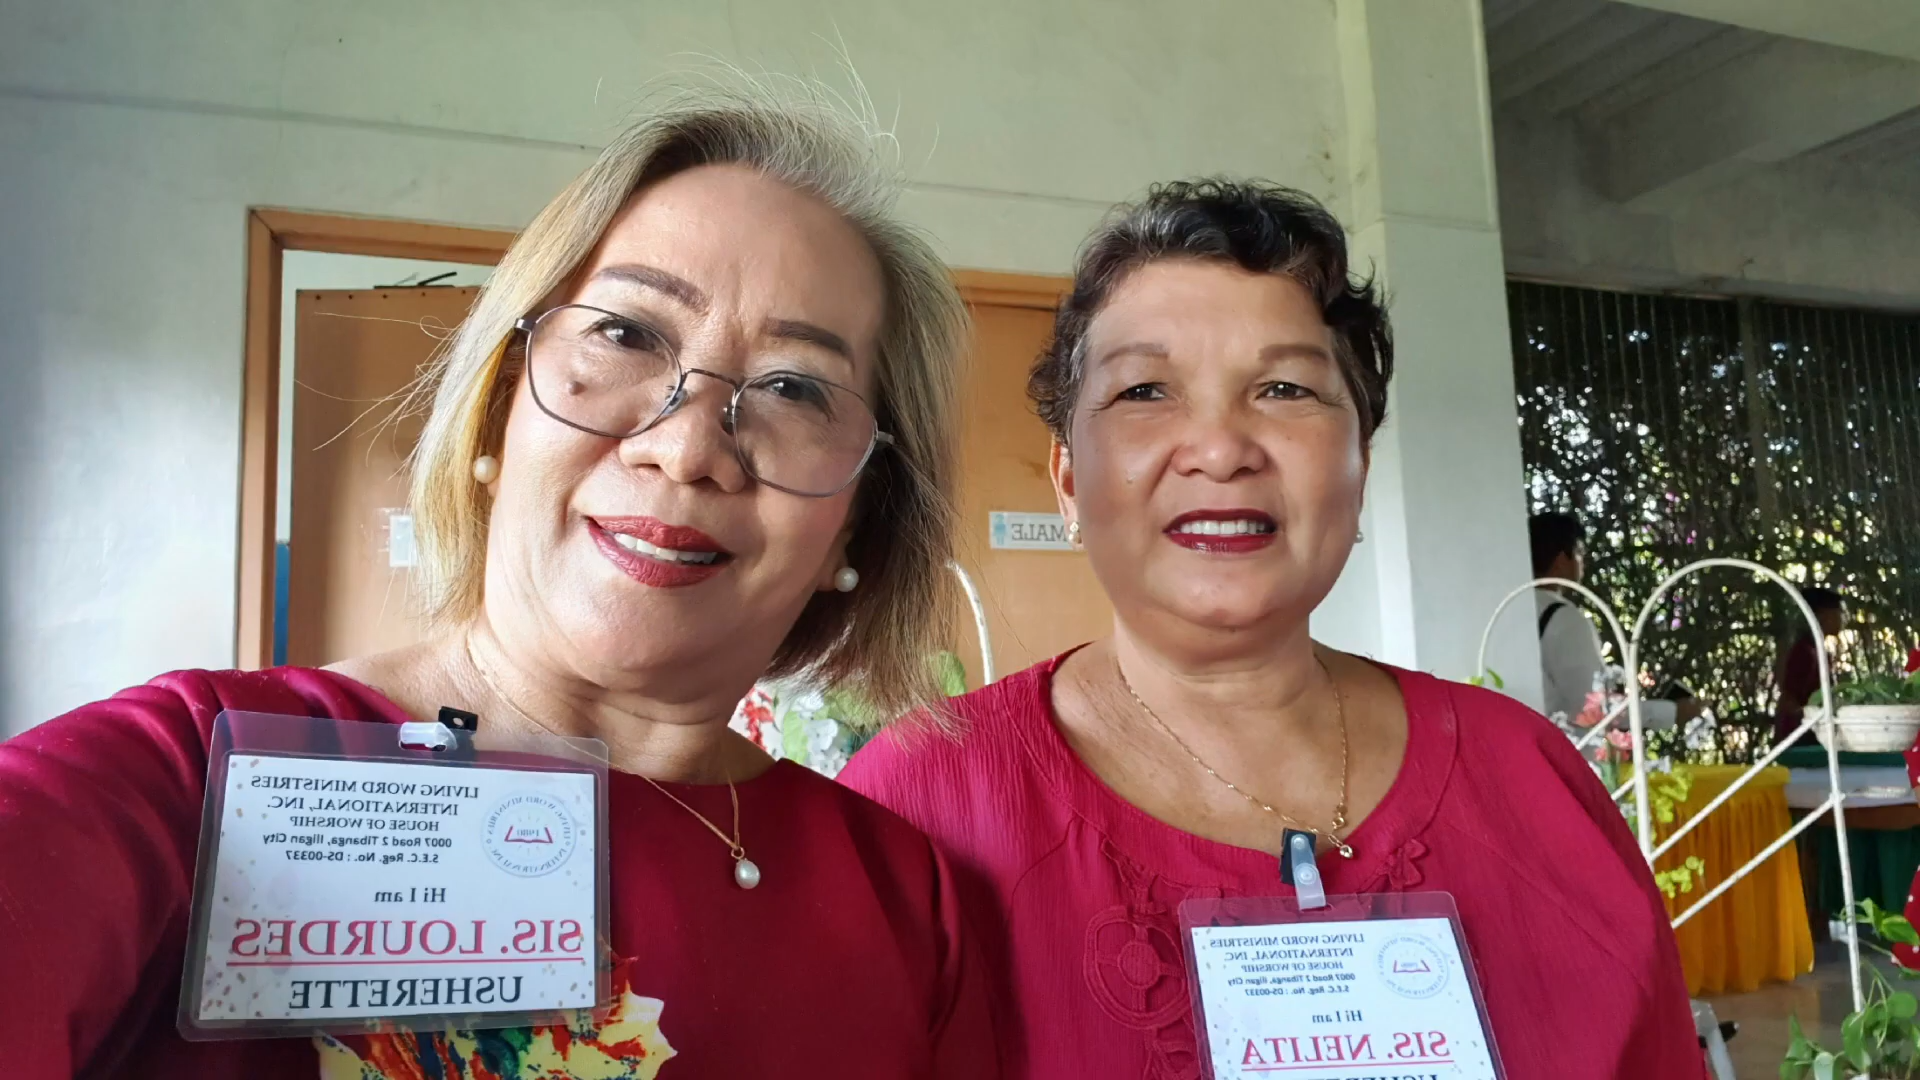 LIVING WORD MINISTRIES
INTERNATIONAL, INC.
HOUSE OF WORSHIP
0007 Road 2 Tibanga, Iligan City
S.E.C. Reg. No. : DS-00337
1980
Hi I am
SIS. LOURDES
USHERETTE
MALE
LIVING WORD MINISTRIES
INTERNATIONAL, INC.
HOUSE OF WORSHIP
0007 Road 2 Tibanga, Iligan City
S.E.C. Reg. No. : DS-00337
Hi I am
SIS. NELITA